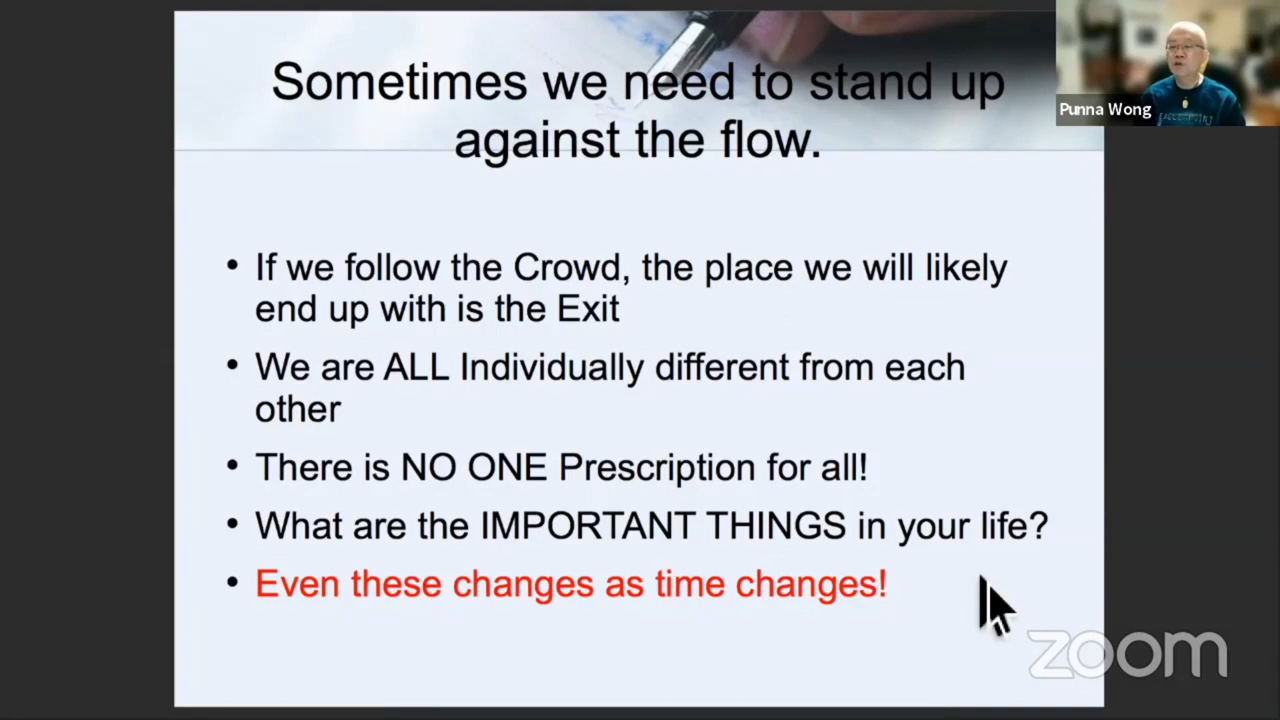 Sometimes we need to stand up
against the flow.
Punna Wong
• If we follow the Crowd, the place we will likely
end up with is the Exit
• We are ALL Individually different from each
other
• There is NO ONE Prescription for all!
• What are the IMPORTANT THINGS in your life?
• Even these changes as time changes!
zoom